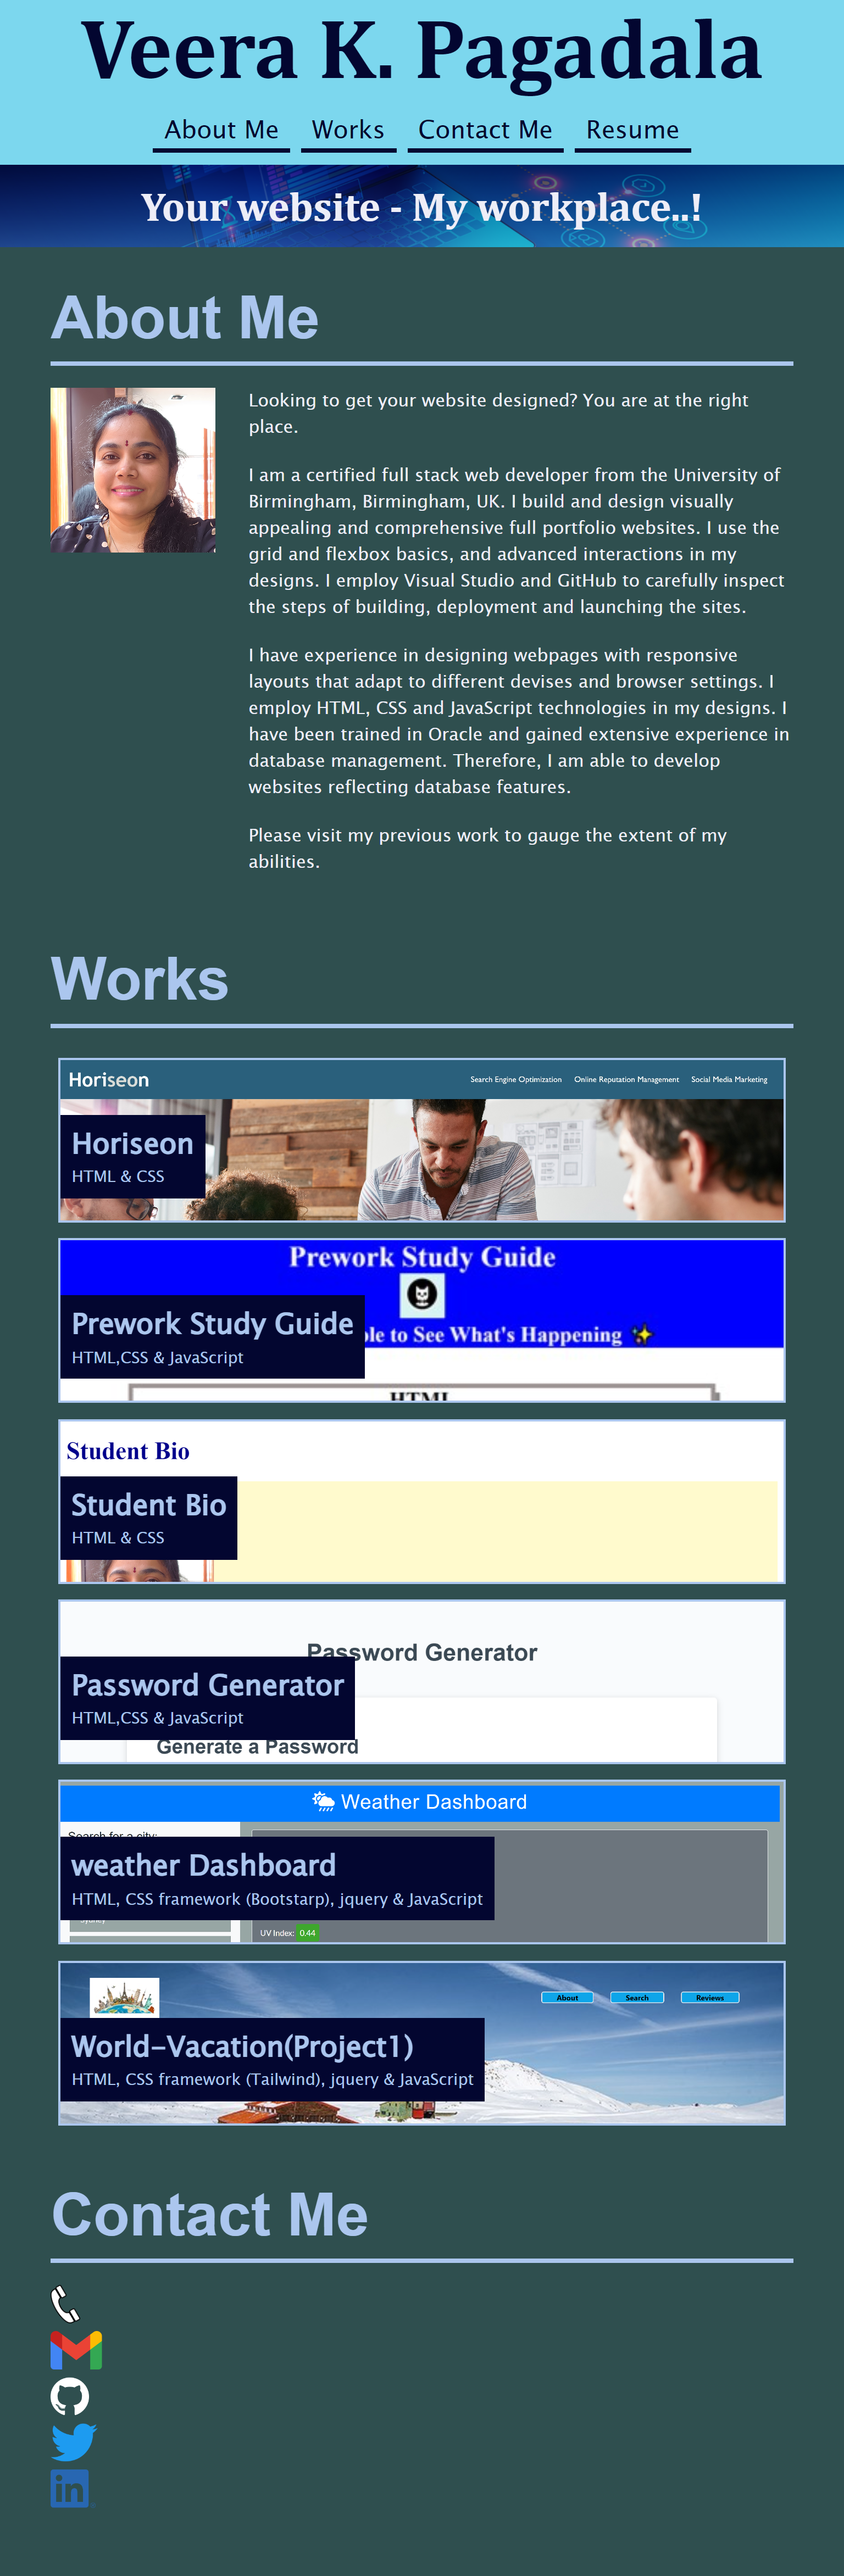 Veera K. Pagadala
About Me
Works
Contact Me
Resume
Your website - My workplace..!
About Me
Looking to get your website designed? You are at the right
place.
I am a certified full stack web developer from the University of
Birmingham, Birmingham, UK. I build and design visually
appealing and comprehensive full portfolio websites. I use the
grid and flexbox basics, and advanced interactions in my
designs. I employ Visual Studio and GitHub to carefully inspect
the steps of building, deployment and launching the sites.
I have experience in designing webpages with responsive
layouts that adapt to different devises and browser settings. I
employ HTML, CSS and JavaScript technologies in my designs. I
have been trained in Oracle and gained extensive experience in
database management. Therefore, I am able to develop
websites reflecting database features.
Please visit my previous work to gauge the extent of my
abilities.
Works
Horiseon
Search Engine Optimization
Online Reputation Management
Social Media Marketing
Horiseon
HTML & CSS
Prework Study Guide
Prework Study Guide
to See What's Happening ✨
HTML,CSS & JavaScript
HTML
Student Bio
Student Bio
HTML & CSS
Password Generator
Password Generator
HTML,CSS & JavaScript
Generate a Password
Weather Dashboard
Search for a city:
weather Dashboard
HTML, CSS framework (Bootstarp), jquery & JavaScript
Sydney
UV Index: 0.44
About
Search
Reviews
World-Vacation(Project1)
HTML, CSS framework (Tailwind), jquery & JavaScript
Contact Me
in